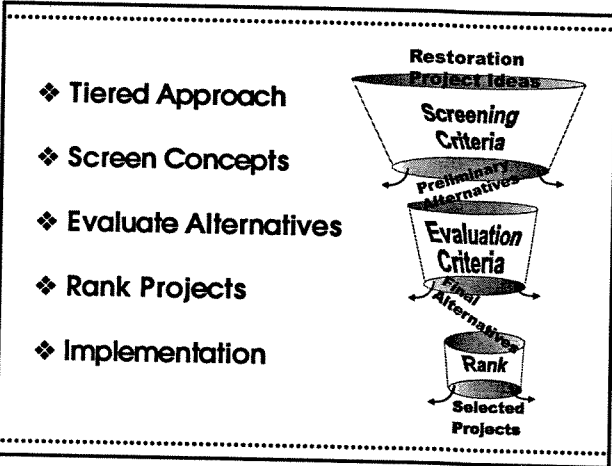 ❖ Tiered Approach
❖ Screen Concepts
❖ Evaluate Alternatives
❖ Rank Projects
❖ Implementation
Restoration
Project Ideas
Screening
Criteria
Preliminary
Alternatives
Evaluation
Criteria
Final
Alternatives
Rank
Selected
Projects